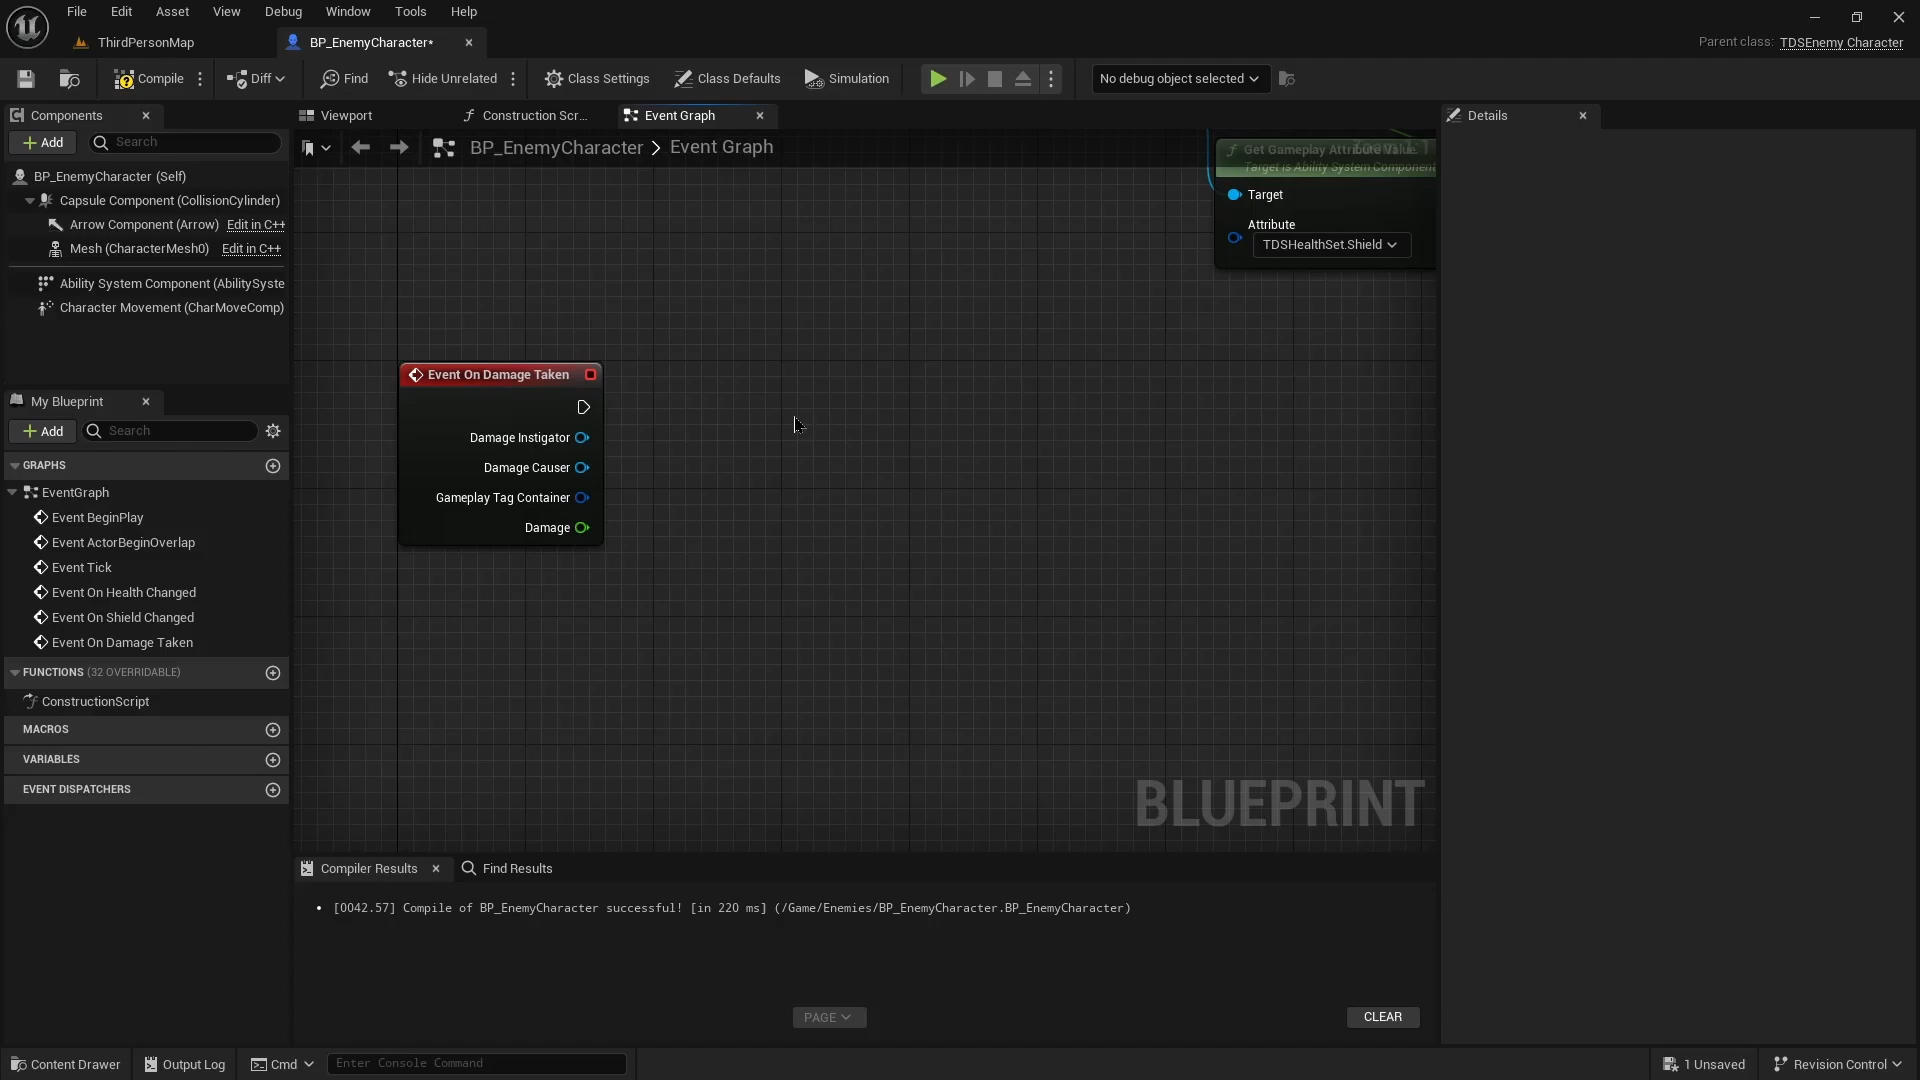 File Edit Asset View Debug Window Tools Help
ThirdPersonMap
BP_EnemyCharacter*
Parent class: TDSEnemy Character
Compile Diff Find Hide Unrelated Class Settings Class Defaults Simulation No debug object selected
Components
Add Search
BP_EnemyCharacter (Self)
Capsule Component (CollisionCylinder)
Arrow Component (Arrow) Edit in C++
Mesh (CharacterMesh0) Edit in C++
Ability System Component (AbilitySyste
Character Movement (CharMoveComp)
My Blueprint
Add Search
GRAPHS
EventGraph
Event BeginPlay
Event ActorBeginOverlap
Event Tick
Event On Health Changed
Event On Shield Changed
Event On Damage Taken
FUNCTIONS (32 OVERRIDABLE)
ConstructionScript
MACROS
VARIABLES
EVENT DISPATCHERS
Viewport Construction Scr... Event Graph
BP_EnemyCharacter > Event Graph
Get Gameplay Attribute Value
Target is Ability System Component
Target
Attribute
TDSHealthSet.Shield
Event On Damage Taken
Damage Instigator
Damage Causer
Gameplay Tag Container
Damage
BLUEPRINT
Details
Compiler Results Find Results
• [0042.57] Compile of BP_EnemyCharacter successful! [in 220 ms] (/Game/Enemies/BP_EnemyCharacter.BP_EnemyCharacter)
PAGE CLEAR
Content Drawer Output Log Cmd Enter Console Command 1 Unsaved Revision Control